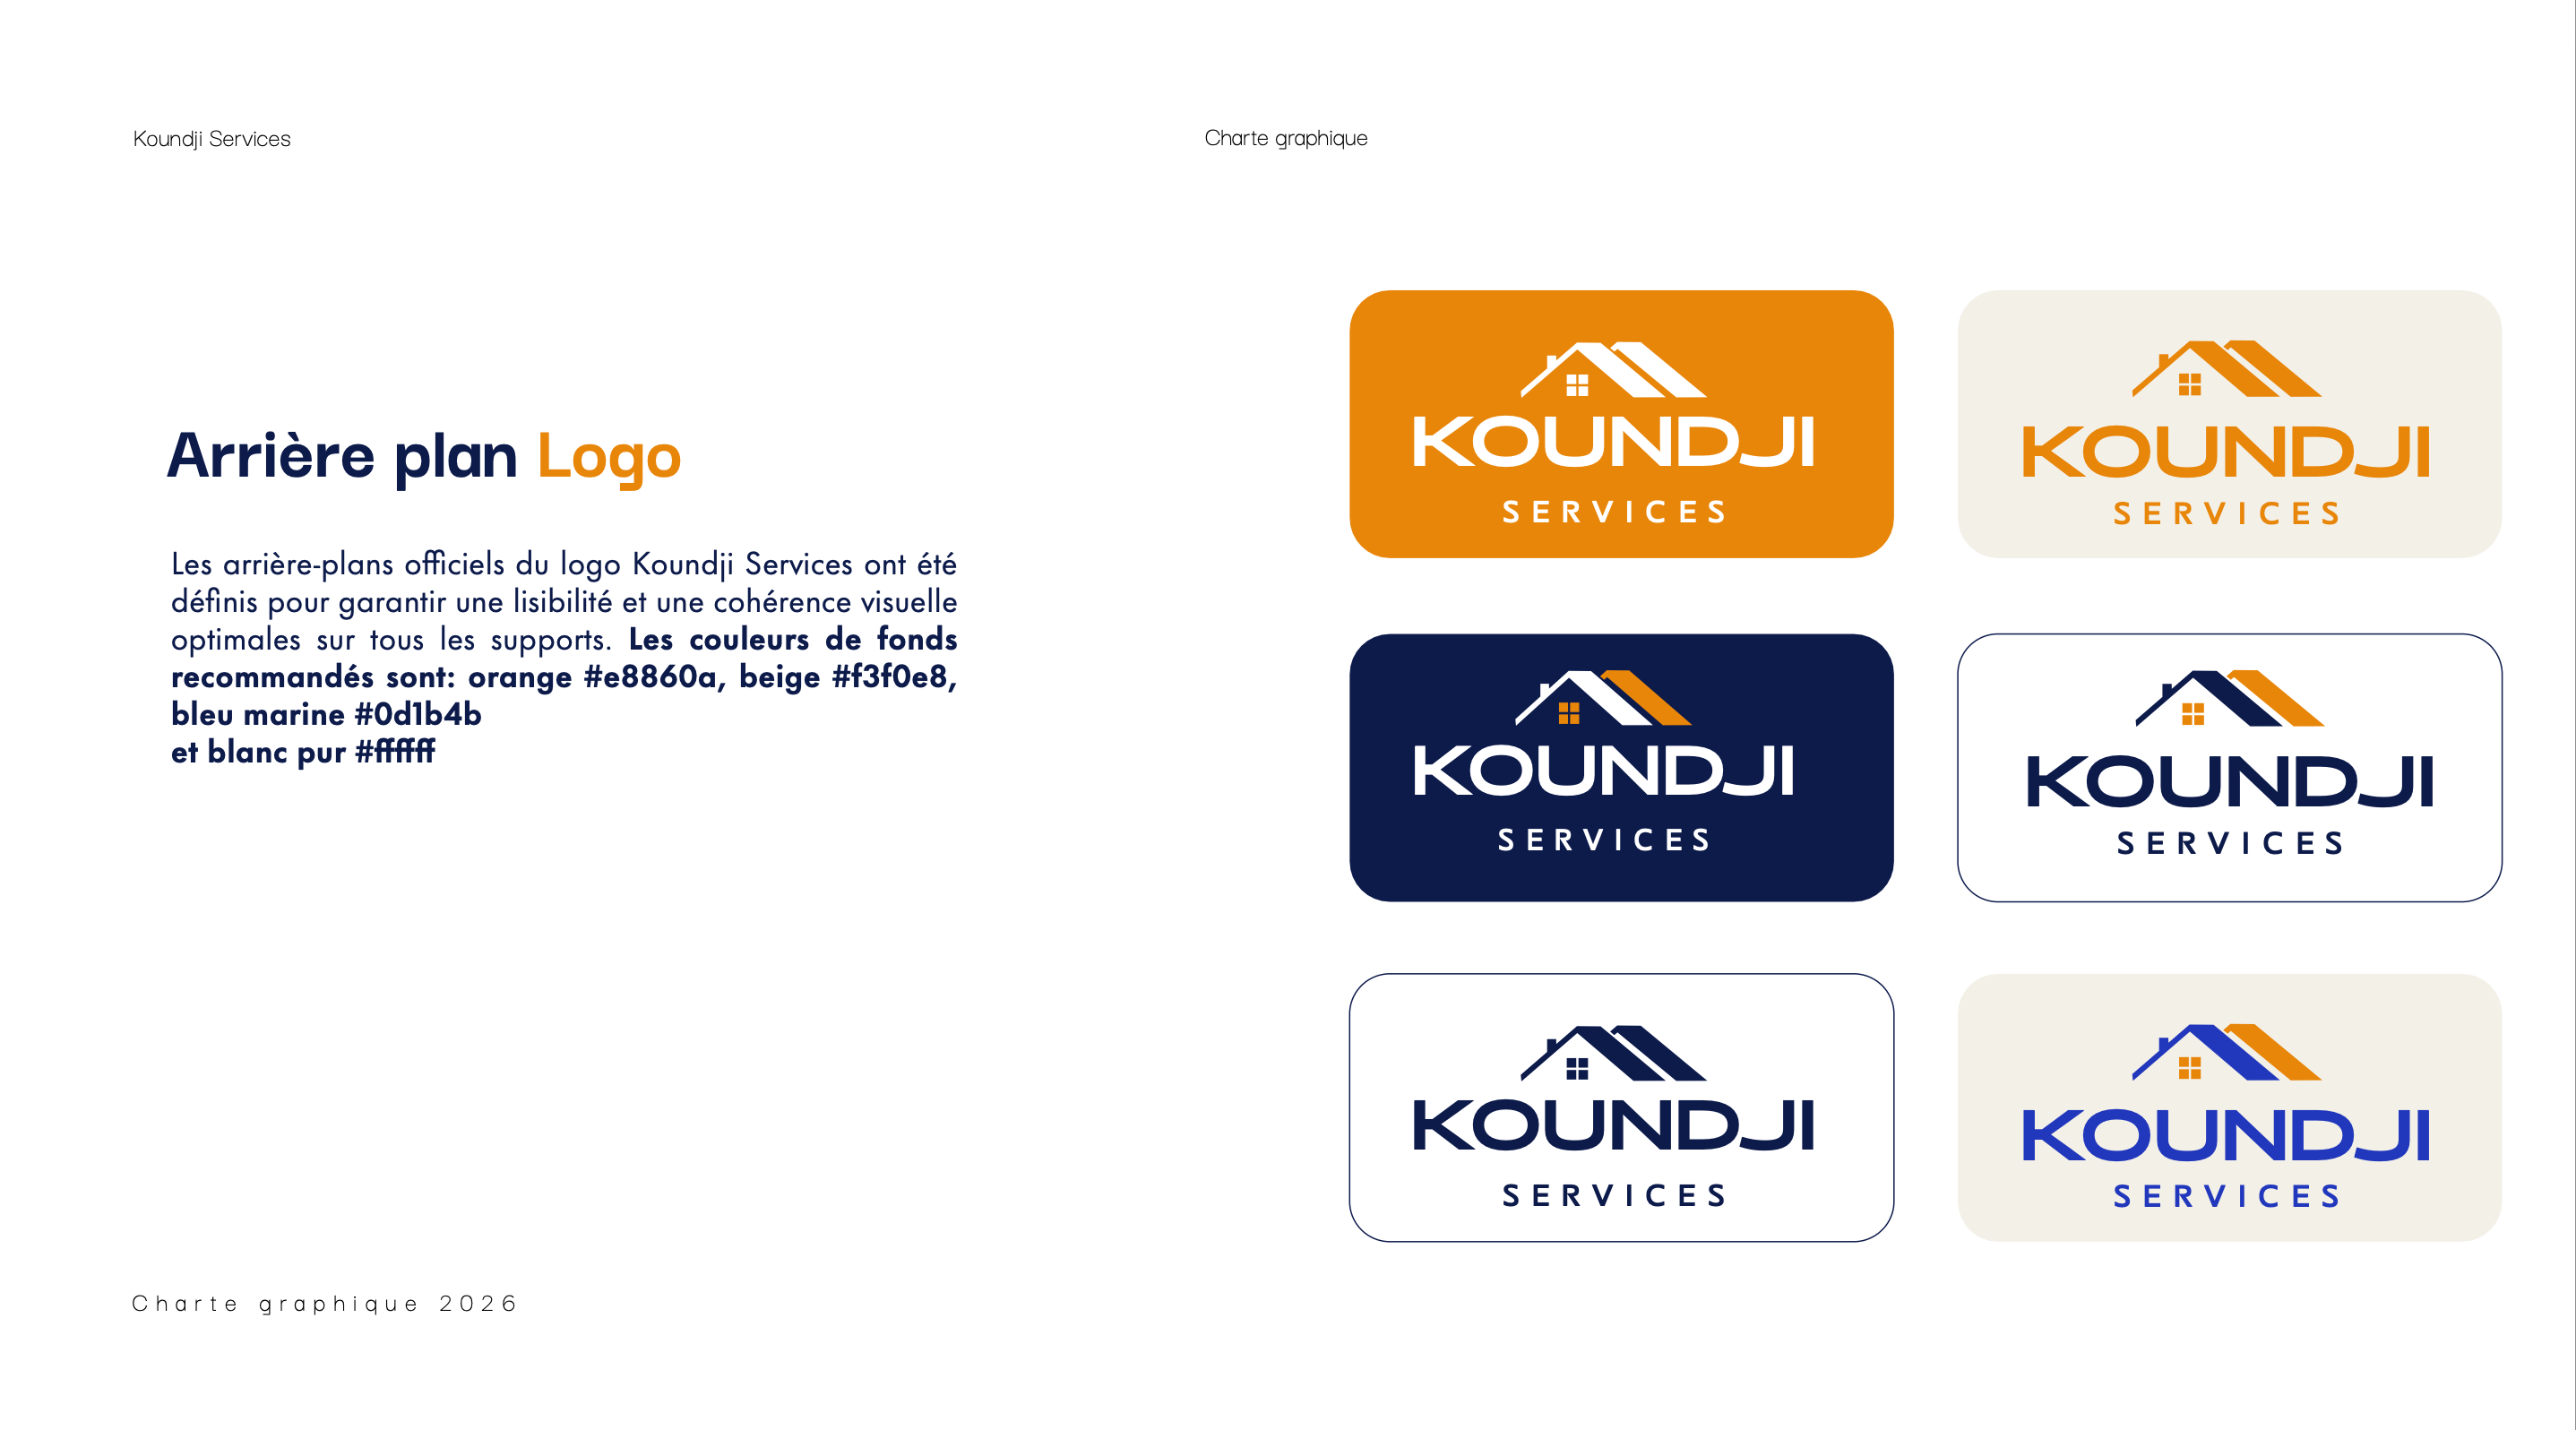 Koundji Services
Charte graphique
Arrière plan Logo
Les arrière-plans officiels du logo Koundji Services ont été
définis pour garantir une lisibilité et une cohérence visuelle
optimales sur tous les supports. Les couleurs de fonds
recommandés sont: orange #e8860a, beige #f3f0e8,
bleu marine #0d1b4b
et blanc pur #ffffff
KOUNDJI
SERVICES
KOUNDJI
SERVICES
KOUNDJI
SERVICES
KOUNDJI
SERVICES
KOUNDJI
SERVICES
KOUNDJI
SERVICES
Charte graphique 2026